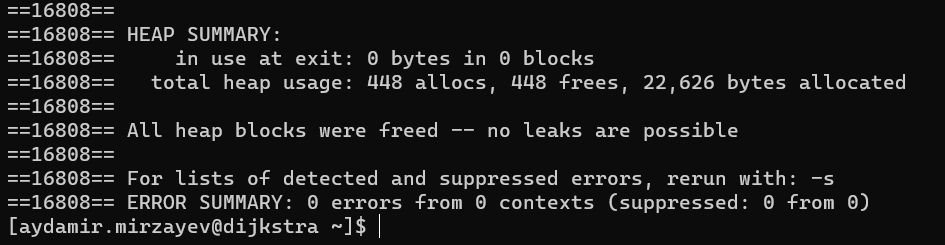 ==16808==
==16808== HEAP SUMMARY:
==16808==     in use at exit: 0 bytes in 0 blocks
==16808==   total heap usage: 448 allocs, 448 frees, 22,626 bytes allocated
==16808==
==16808== All heap blocks were freed -- no leaks are possible
==16808==
==16808== For lists of detected and suppressed errors, rerun with: -s
==16808== ERROR SUMMARY: 0 errors from 0 contexts (suppressed: 0 from 0)
[aydamir.mirzayev@dijkstra ~]$